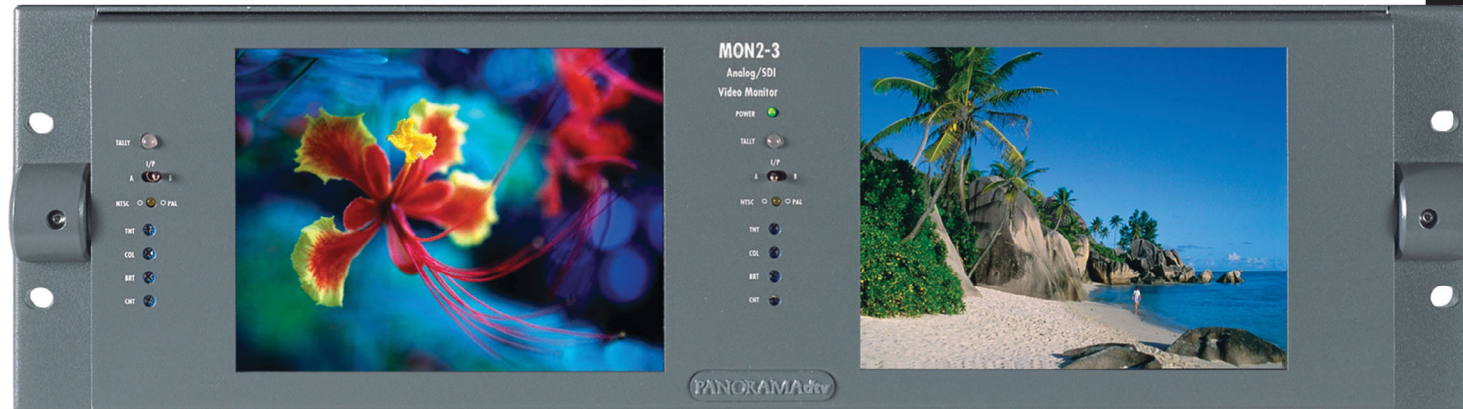 TALLY
I/P
A
NTSC PAL
TNT
COL
BRT
CNT
MON2-3
Analog/SDI
Video Monitor
POWER
TALLY
I/P
A B
NTSC PAL
TNT
COL
BRT
CNT
PANORAMAdtv